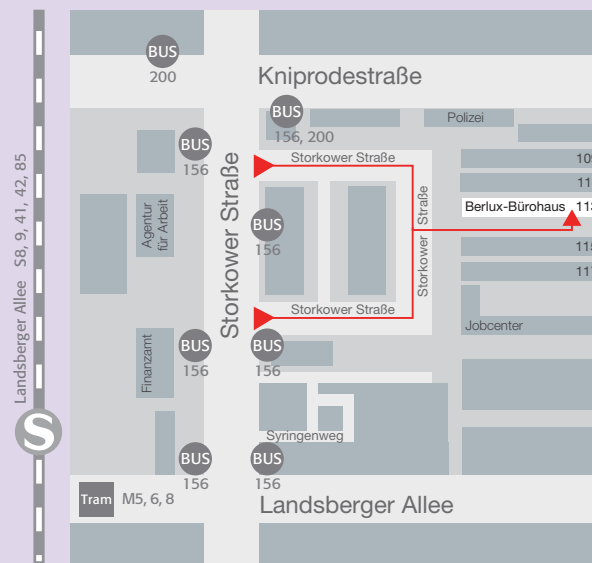 BUS
200
Kniprodestraße
BUS
156, 200
Polizei
BUS
156
Storkower Straße
Storkower Straße
Agentur
für Arbeit
Storkower Straße
Berlux-Bürohaus
BUS
156
Storkower Straße
Jobcenter
Landsberger Allee S8, 9, 41, 42, 85
S
Finanzamt
BUS
156
BUS
156
Syringenweg
BUS
156
BUS
156
Tram M5, 6, 8
Landsberger Allee